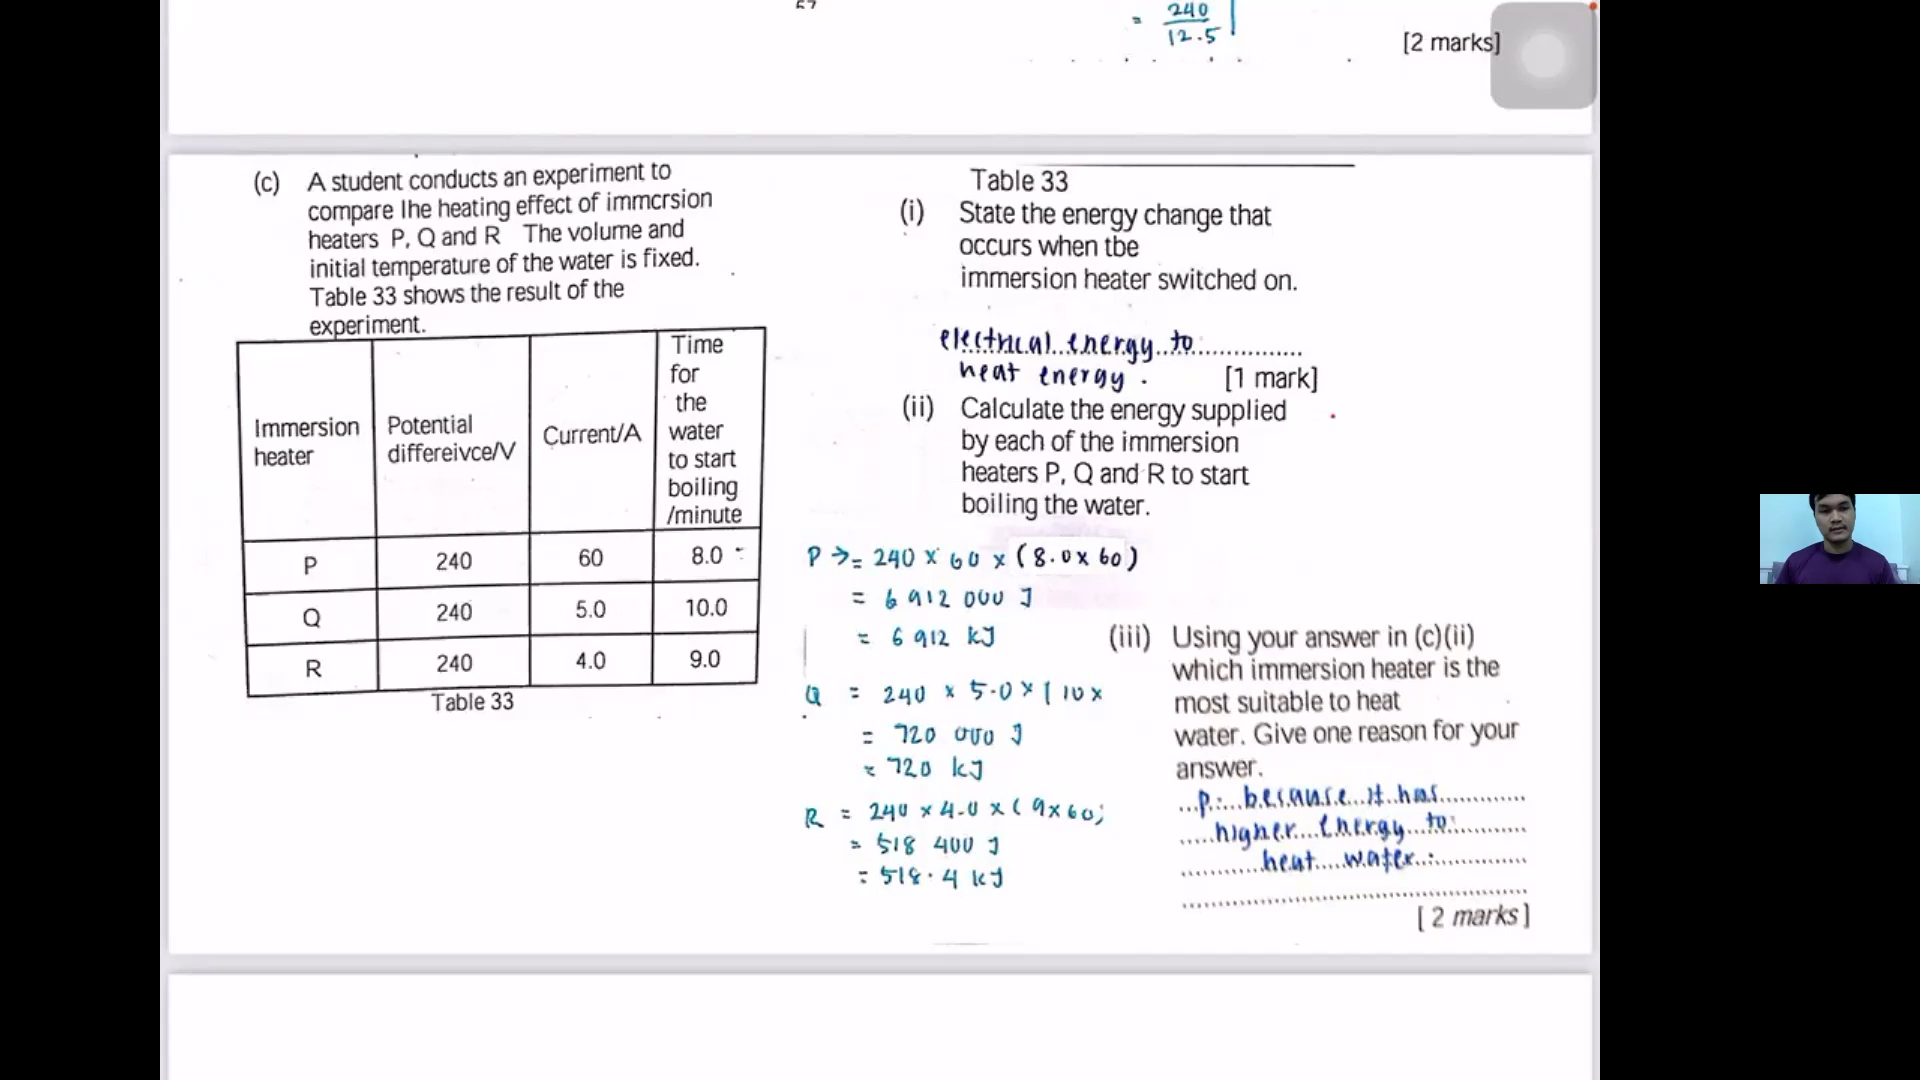 = 240
12.5
[2 marks]
(c) A student conducts an experiment to
compare Ihe heating effect of immcrsion
heaters P, Q and R The volume and
initial temperature of the water is fixed.
Table 33 shows the result of the
experiment.
Immersion heater
Potential differeivce/V
Current/A
Time for the water to start boiling /minute
P 240 60 8.0
Q 240 5.0 10.0
R 240 4.0 9.0
Table 33
Table 33
(i) State the energy change that
occurs when tbe
immersion heater switched on.
electrical energy to
heat energy. [1 mark]
(ii) Calculate the energy supplied
by each of the immersion
heaters P, Q and R to start
boiling the water.
P → = 240 × 60 × (8.0 × 60)
= 6 912 000 J
= 6 912 kJ
Q = 240 × 5.0 × ( 10 ×
= 720 000 J
= 720 kJ
R = 240 × 4.0 × ( 9 × 60)
= 518 400 J
= 518.4 kJ
(iii) Using your answer in (c)(ii)
which immersion heater is the
most suitable to heat
water. Give one reason for your
answer.
P. because it has
higher energy to
heat water.
[ 2 marks ]